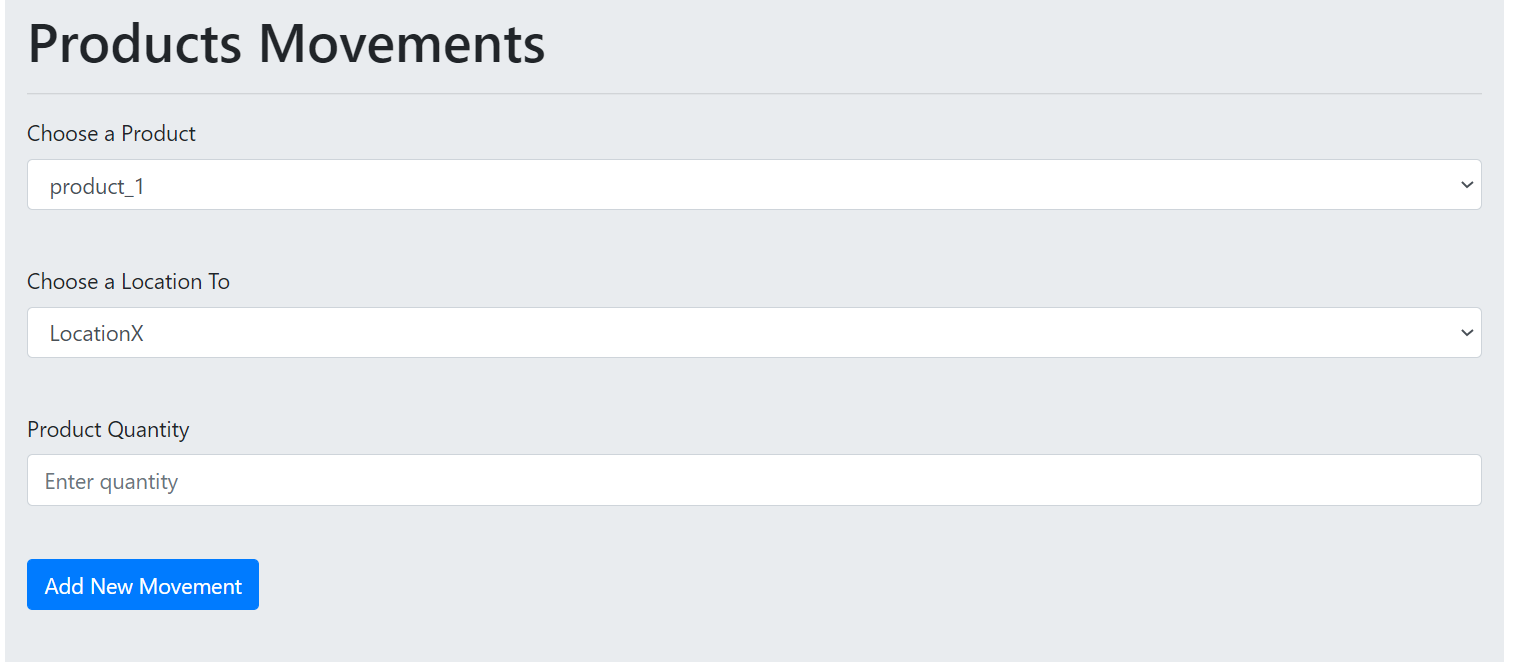 Products Movements
Choose a Product
product_1
Choose a Location To
LocationX
Product Quantity
Enter quantity
Add New Movement